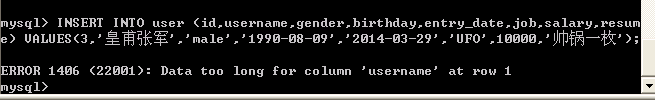 mysql> INSERT INTO user (id,username,gender,birthday,entry_date,job,salary,resum
e) VALUES(3,'皇甫张军','male','1990-08-09','2014-03-29','UFO',10000,'帅锅一枚');
ERROR 1406 (22001): Data too long for column 'username' at row 1
mysql>